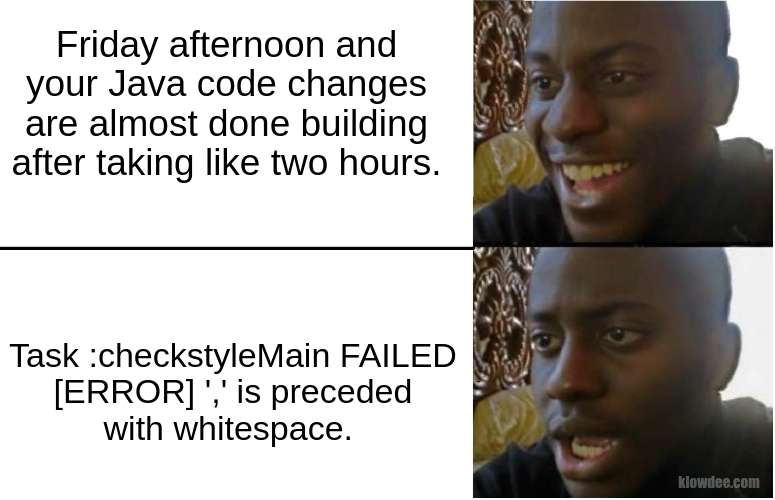 Friday afternoon and
your Java code changes
are almost done building
after taking like two hours.
Task :checkstyleMain FAILED
[ERROR] ',' is preceded
with whitespace.
klowdee.com